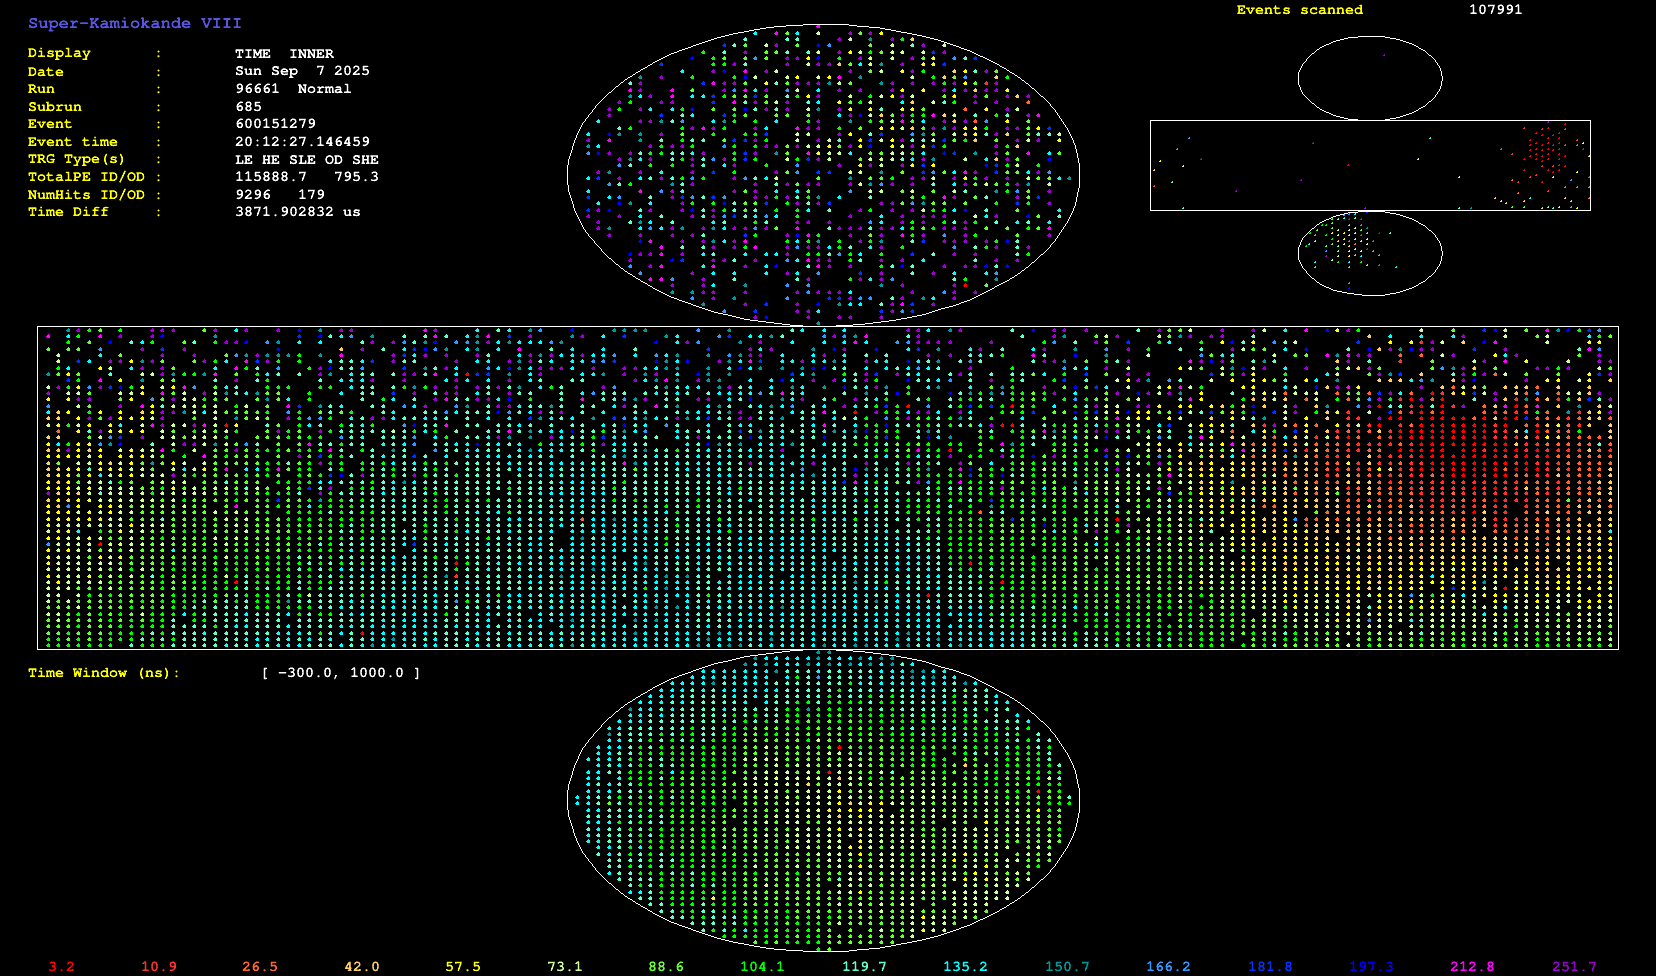 Super-Kamiokande VIII
Display : TIME INNER
Date : Sun Sep 7 2025
Run : 96661 Normal
Subrun : 685
Event : 600151279
Event time : 20:12:27.146459
TRG Type(s) : LE HE SLE OD SHE
TotalPE ID/OD : 115888.7 795.3
NumHits ID/OD : 9296 179
Time Diff : 3871.902832 us
Events scanned 107991
Time Window (ns): [ -300.0, 1000.0 ]
3.2 10.9 26.5 42.0 57.5 73.1 88.6 104.1 119.7 135.2 150.7 166.2 181.8 197.3 212.8 251.7